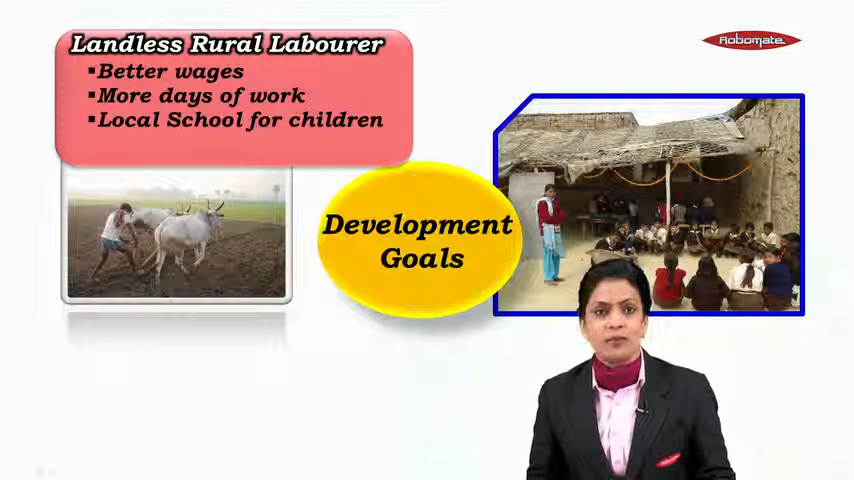 Landless Rural Labourer
▪Better wages
▪More days of work
▪Local School for children
Robomate
Development
Goals